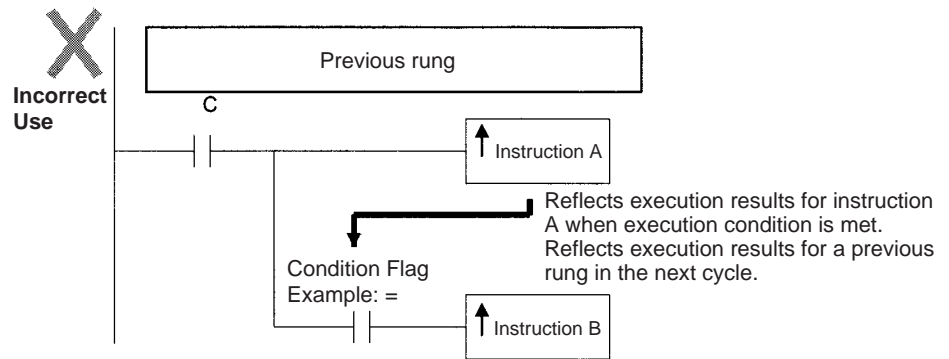 Previous rung
Incorrect
Use
C
Instruction A
Reflects execution results for instruction
A when execution condition is met.
Reflects execution results for a previous
rung in the next cycle.
Condition Flag
Example: =
Instruction B